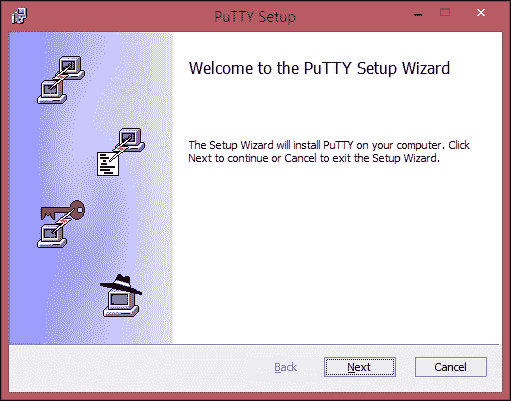 PuTTY Setup
Welcome to the PuTTY Setup Wizard
The Setup Wizard will install PuTTY on your computer. Click
Next to continue or Cancel to exit the Setup Wizard.
Back Next Cancel